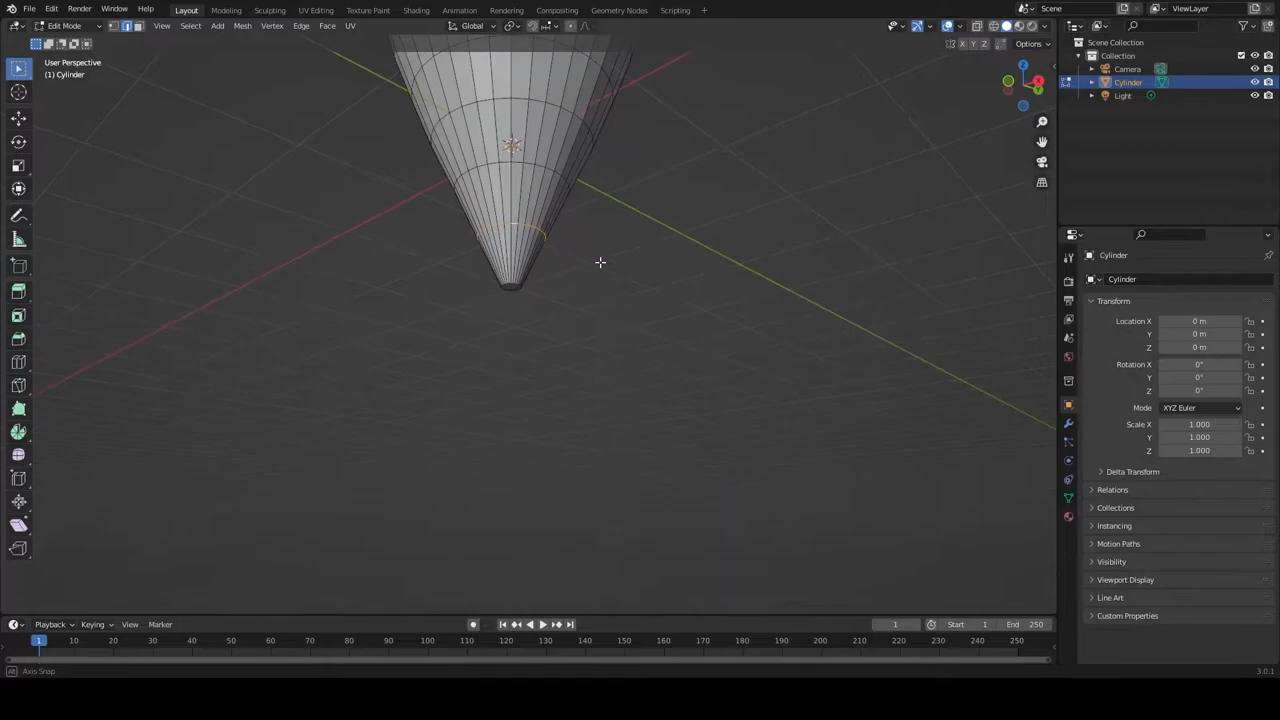 File Edit Render Window Help Layout Modeling Sculpting UV Editing Texture Paint Shading Animation Rendering Compositing Geometry Nodes Scripting + Scene ViewLayer
Edit Mode View Select Add Mesh Vertex Edge Face UV Global
X Y Z Options
Scene Collection
Collection
Camera
Cylinder
Light
User Perspective
(1) Cylinder
Z
X
Y
Cylinder
Cylinder
Transform
Location X 0 m
Y 0 m
Z 0 m
Rotation X 0°
Y 0°
Z 0°
Mode XYZ Euler
Scale X 1.000
Y 1.000
Z 1.000
Delta Transform
Relations
Collections
Instancing
Motion Paths
Visibility
Viewport Display
Line Art
Custom Properties
Playback Keying View Marker 1 Start 1 End 250
1 10 20 30 40 50 60 70 80 90 100 110 120 130 140 150 160 170 180 190 200 210 220 230 240 250
Alt Axis Snap 3.0.1